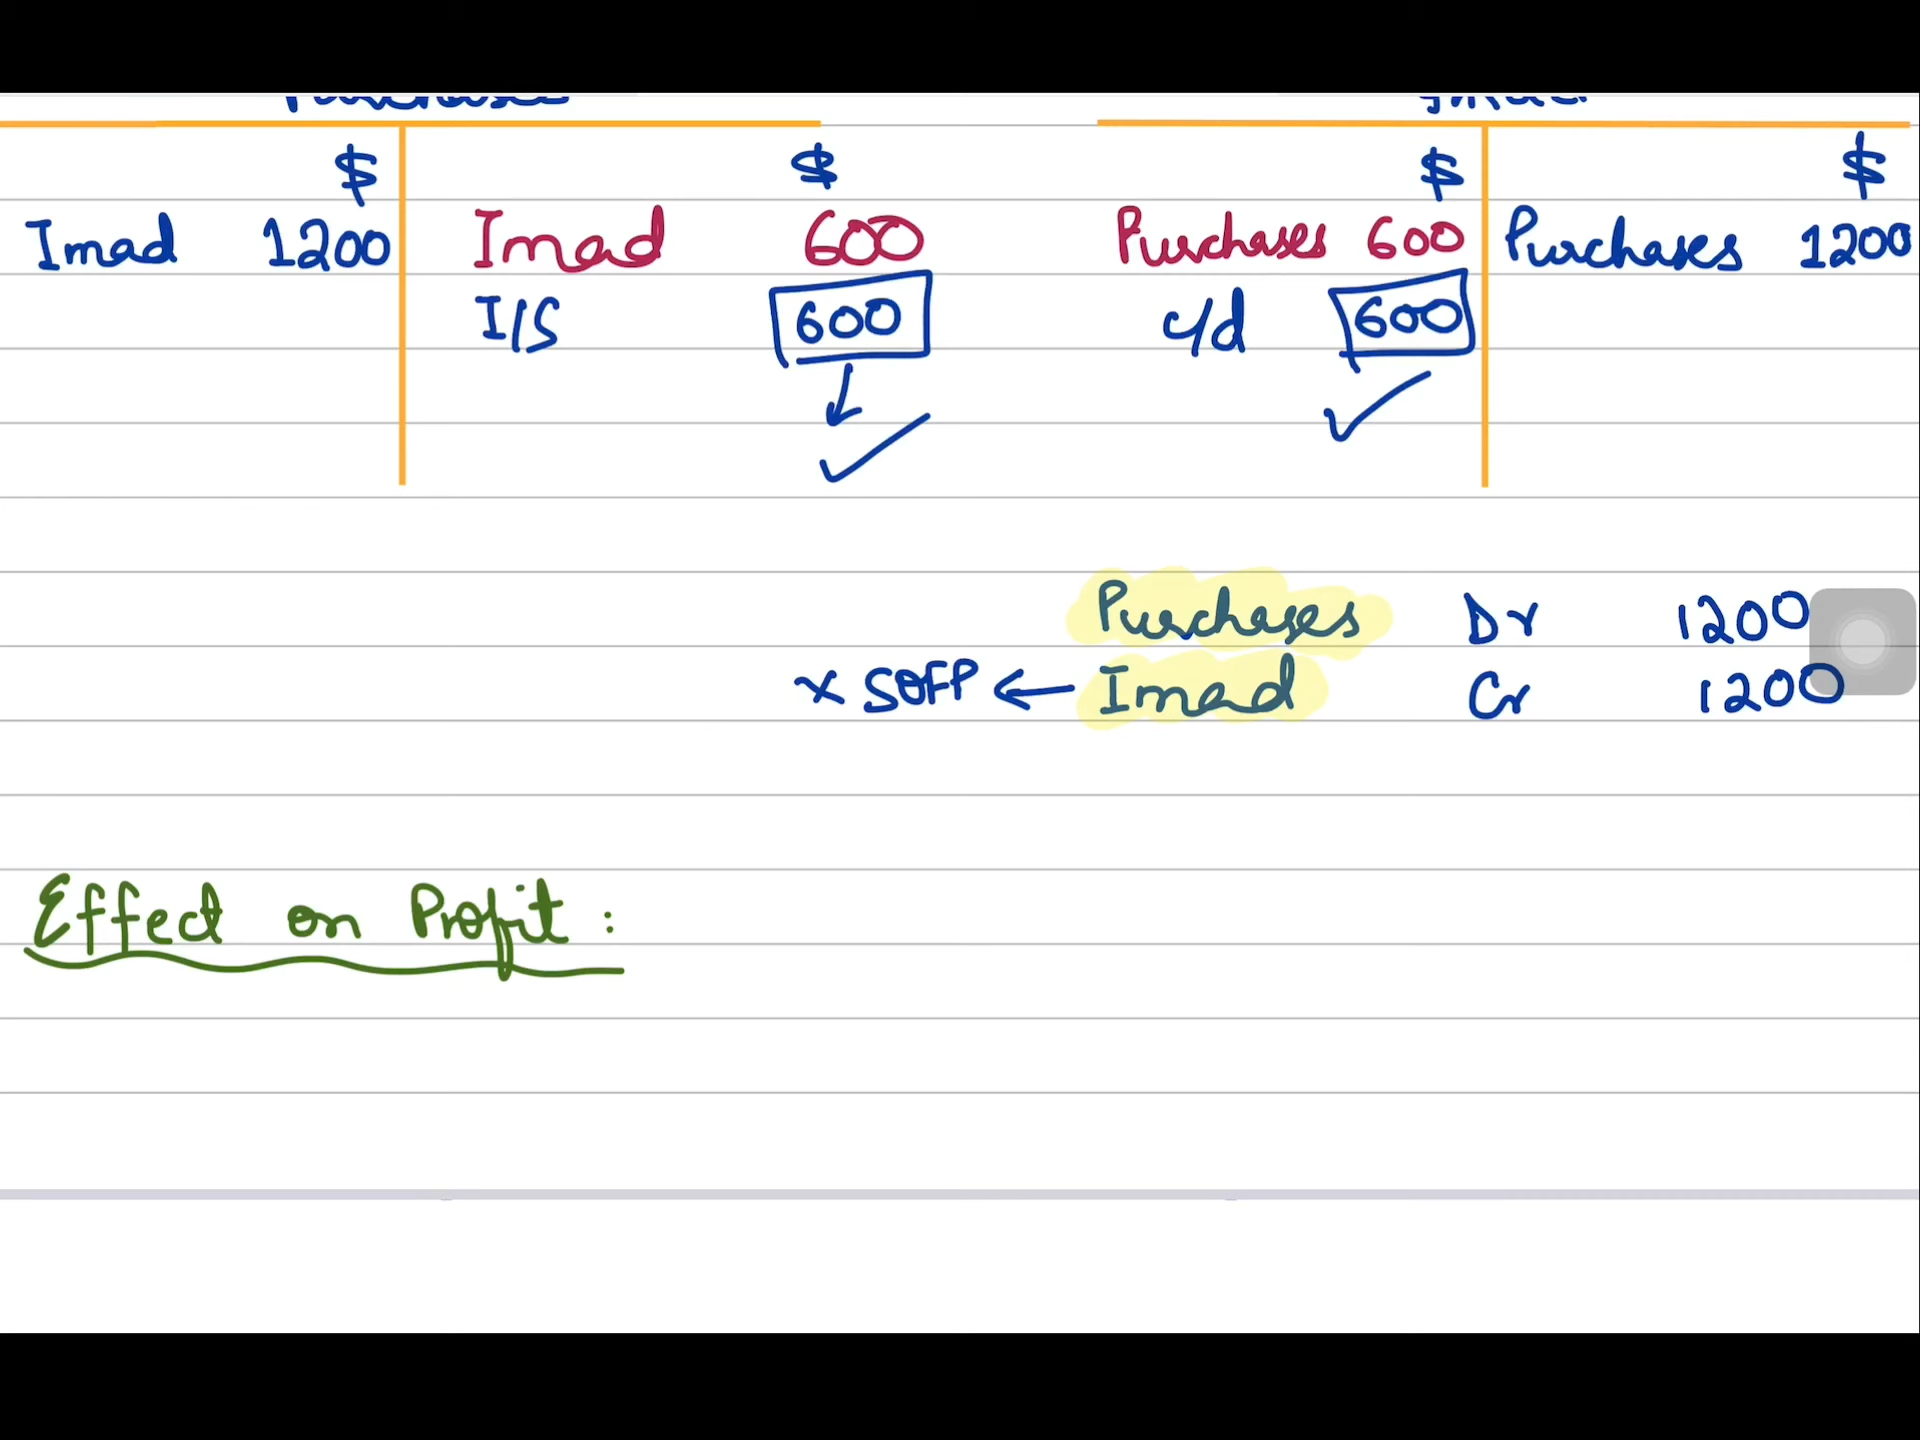 $ $ $ $
Imad 1200 Imad 600 Purchases 600 Purchases 1200
I/S 600 c/d 600
Purchases Dr 1200
x SOFP ← Imad Cr 1200
Effect on Profit :